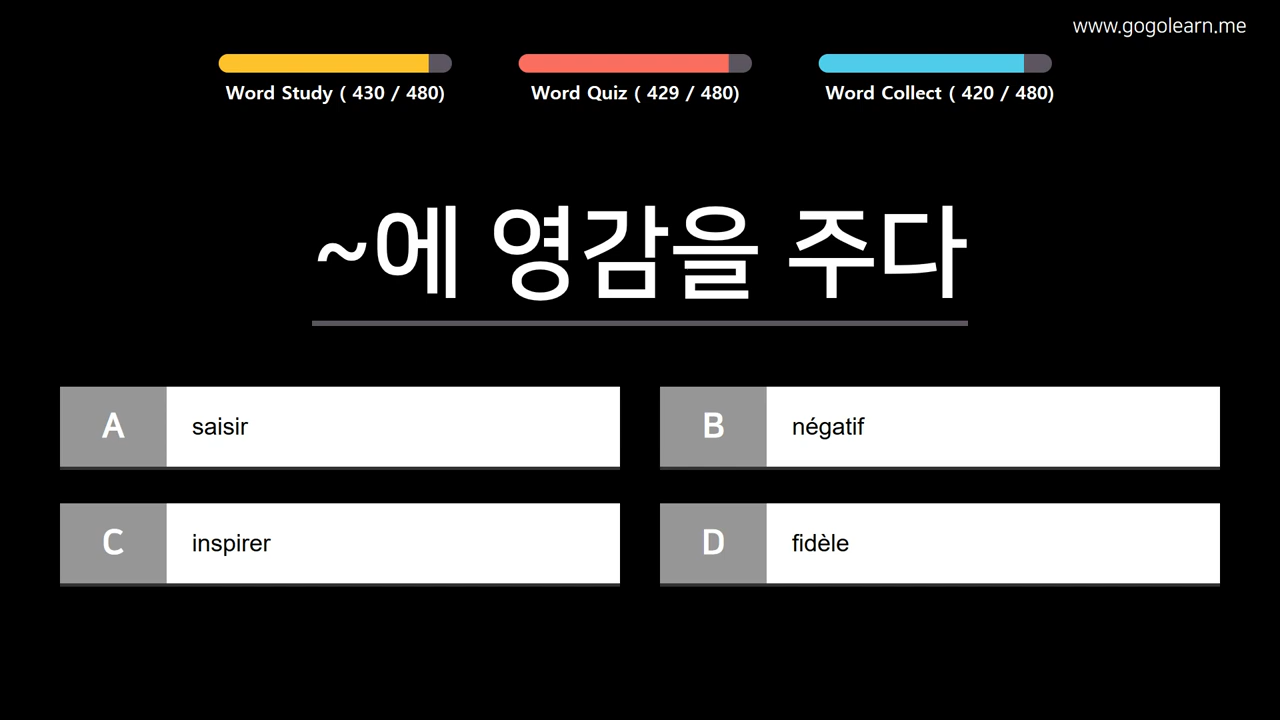 www.gogolearn.me
Word Study ( 430 / 480)
Word Quiz ( 429 / 480)
Word Collect ( 420 / 480)
~에 영감을 주다
A saisir
B négatif
C inspirer
D fidèle